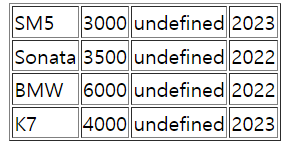 SM5 3000 undefined 2023
Sonata 3500 undefined 2022
BMW 6000 undefined 2022
K7 4000 undefined 2023